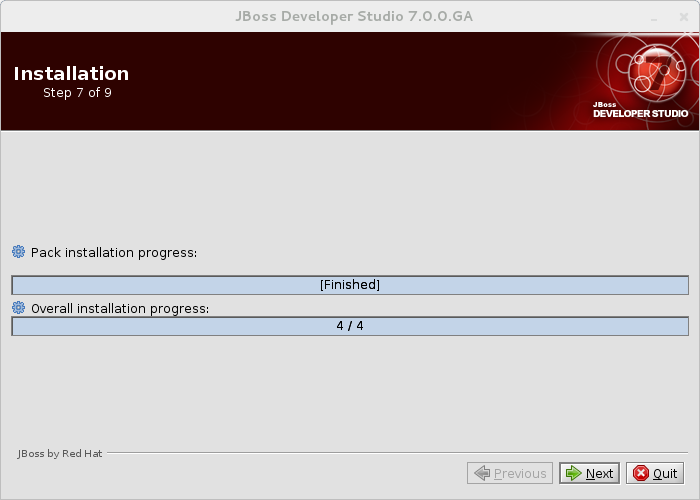 JBoss Developer Studio 7.0.0.GA
Installation
Step 7 of 9
7
JBoss
DEVELOPER STUDIO
Pack installation progress:
[Finished]
Overall installation progress:
4 / 4
JBoss by Red Hat
Previous
Next
Quit